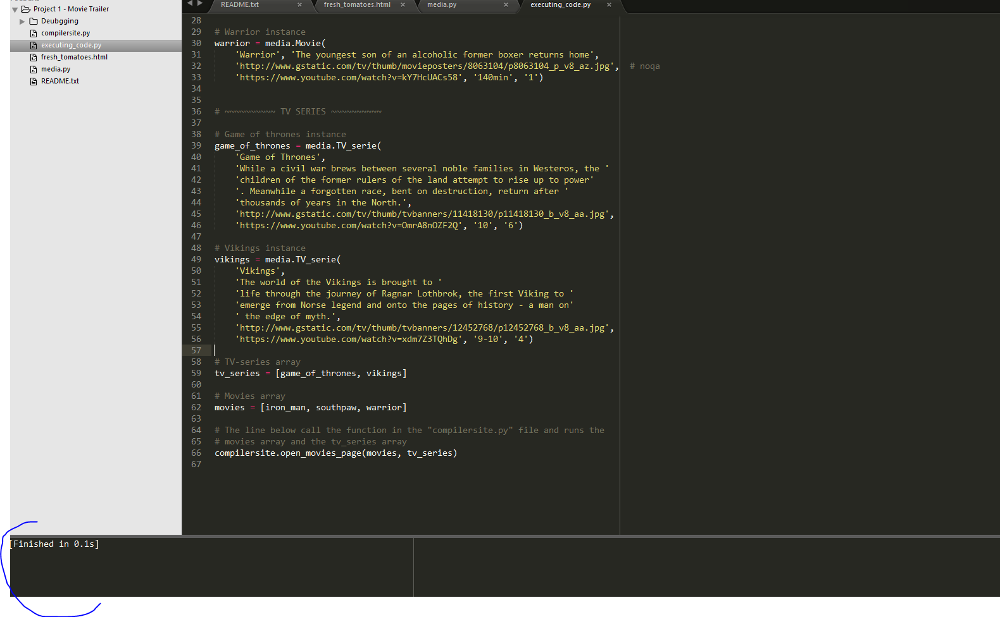 Project 1 - Movie Trailer
Deubgging
compilersite.py
executing_code.py
fresh_tomatoes.html
media.py
README.txt
README.txt × fresh_tomatoes.html × media.py × executing_code.py ×
28
29 # Warrior instance
30 warrior = media.Movie(
31     'Warrior', 'The youngest son of an alcoholic former boxer returns home',
32     'http://www.gstatic.com/tv/thumb/movieposters/8063104/p8063104_p_v8_az.jpg',  # noqa
33     'https://www.youtube.com/watch?v=kY7HcUACs58', '140min', '1')
34
35
36 # ~~~~~~~~~~ TV SERIES ~~~~~~~~~~
37
38 # Game of thrones instance
39 game_of_thrones = media.TV_serie(
40     'Game of Thrones',
41     'While a civil war brews between several noble families in Westeros, the '
42     'children of the former rulers of the land attempt to rise up to power'
43     '. Meanwhile a forgotten race, bent on destruction, return after '
44     'thousands of years in the North.',
45     'http://www.gstatic.com/tv/thumb/tvbanners/11418130/p11418130_b_v8_aa.jpg',
46     'https://www.youtube.com/watch?v=OmrA8nOZF2Q', '10', '6')
47
48 # Vikings instance
49 vikings = media.TV_serie(
50     'Vikings',
51     'The world of the Vikings is brought to '
52     'life through the journey of Ragnar Lothbrok, the first Viking to '
53     'emerge from Norse legend and onto the pages of history - a man on'
54     ' the edge of myth.',
55     'http://www.gstatic.com/tv/thumb/tvbanners/12452768/p12452768_b_v8_aa.jpg',
56     'https://www.youtube.com/watch?v=xdm7Z3TQhDg', '9-10', '4')
57
58 # TV-series array
59 tv_series = [game_of_thrones, vikings]
60
61 # Movies array
62 movies = [iron_man, southpaw, warrior]
63
64 # The line below call the function in the "compilersite.py" file and runs the
65 # movies array and the tv_series array
66 compilersite.open_movies_page(movies, tv_series)
67
[Finished in 0.1s]